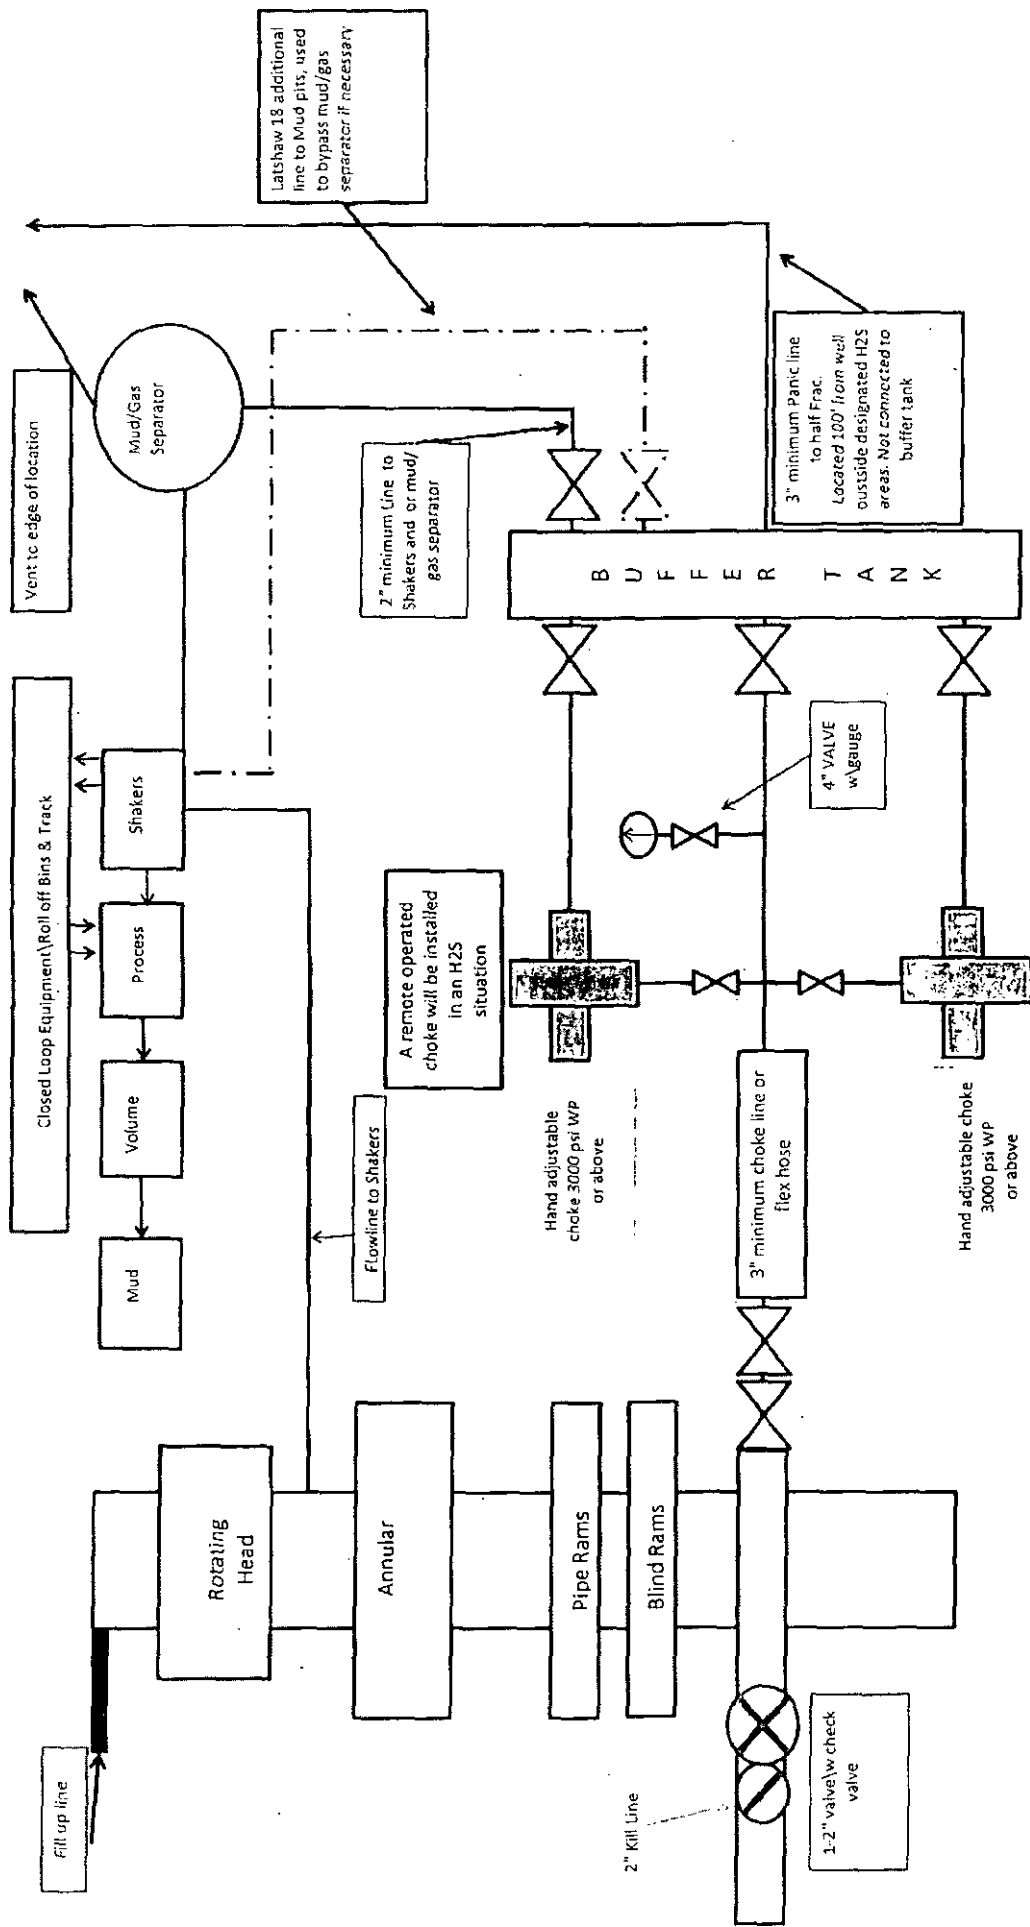 Fill up line
Rotating
Head
Annular
Pipe Rams
Blind Rams
2" Kill Line
1-2" valve\w check
valve
Closed Loop Equipment\Roll off Bins & Track
Mud
Volume
Process
Shakers
Flowline to Shakers
Vent to edge of location
Mud/Gas
Separator
Latshaw 18 additional
line to Mud pits, used
to bypass mud/gas
separator if necessary
A remote operated
choke will be installed
in an H2S
situation
2" minimum Line to
Shakers and or mud/
gas separator
Hand adjustable
choke 3000 psi WP
or above
3" minimum choke line or
flex hose
4" VALVE
w\gauge
BUFFER TANK
3" minimum Panic line
to half Frac.
Located 100' from well
oustside designated H2S
areas. Not connected to
buffer tank
Hand adjustable choke
3000 psi WP
or above